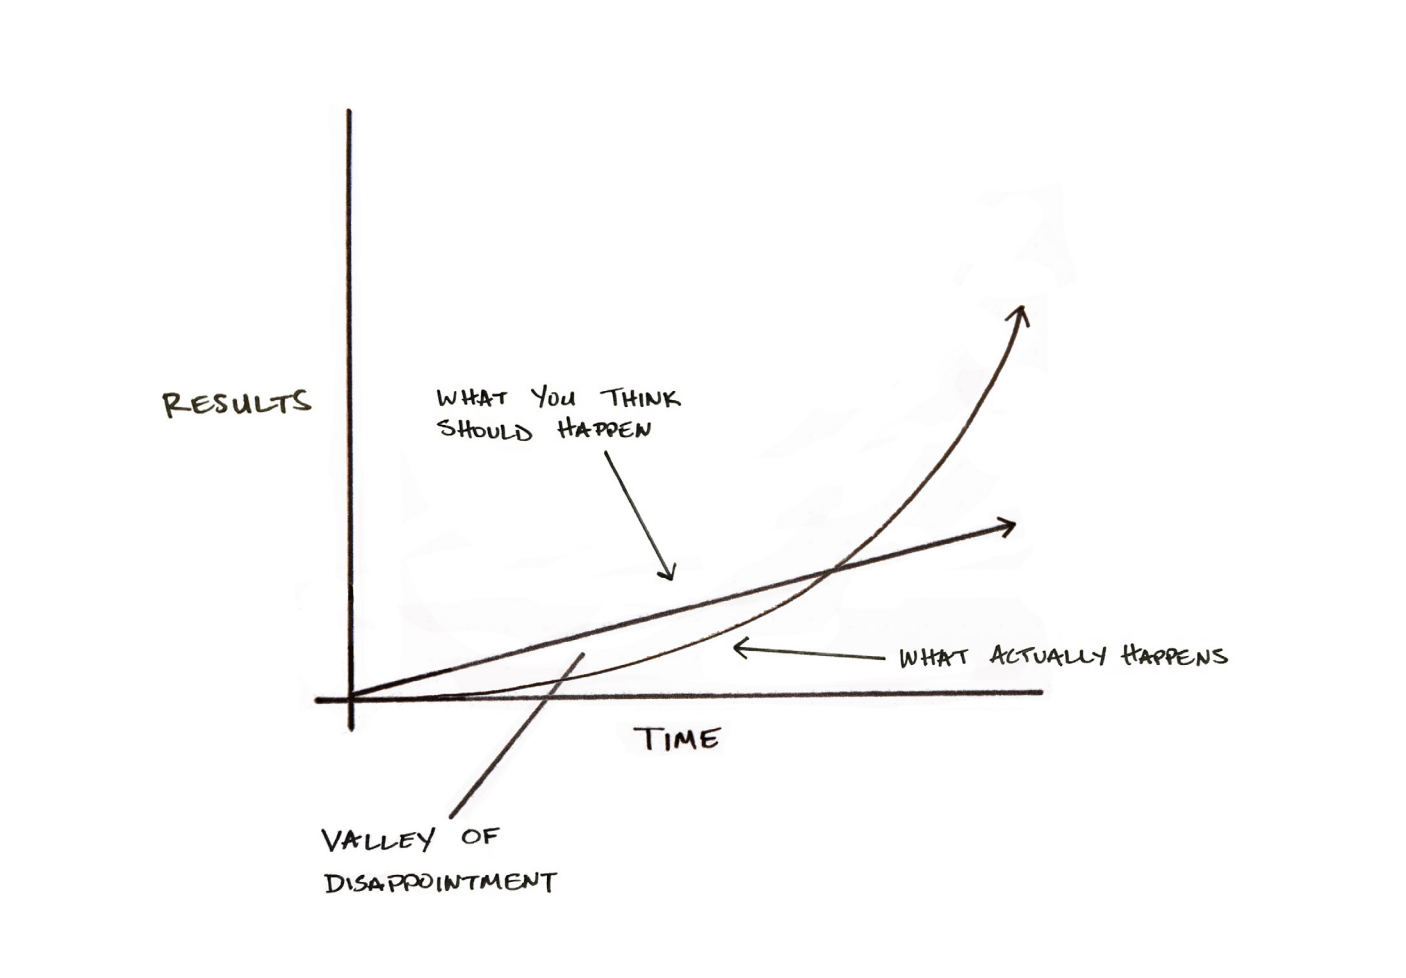 RESULTS
WHAT YOU THINK
SHOULD HAPPEN
WHAT ACTUALLY HAPPENS
TIME
VALLEY OF
DISAPPOINTMENT